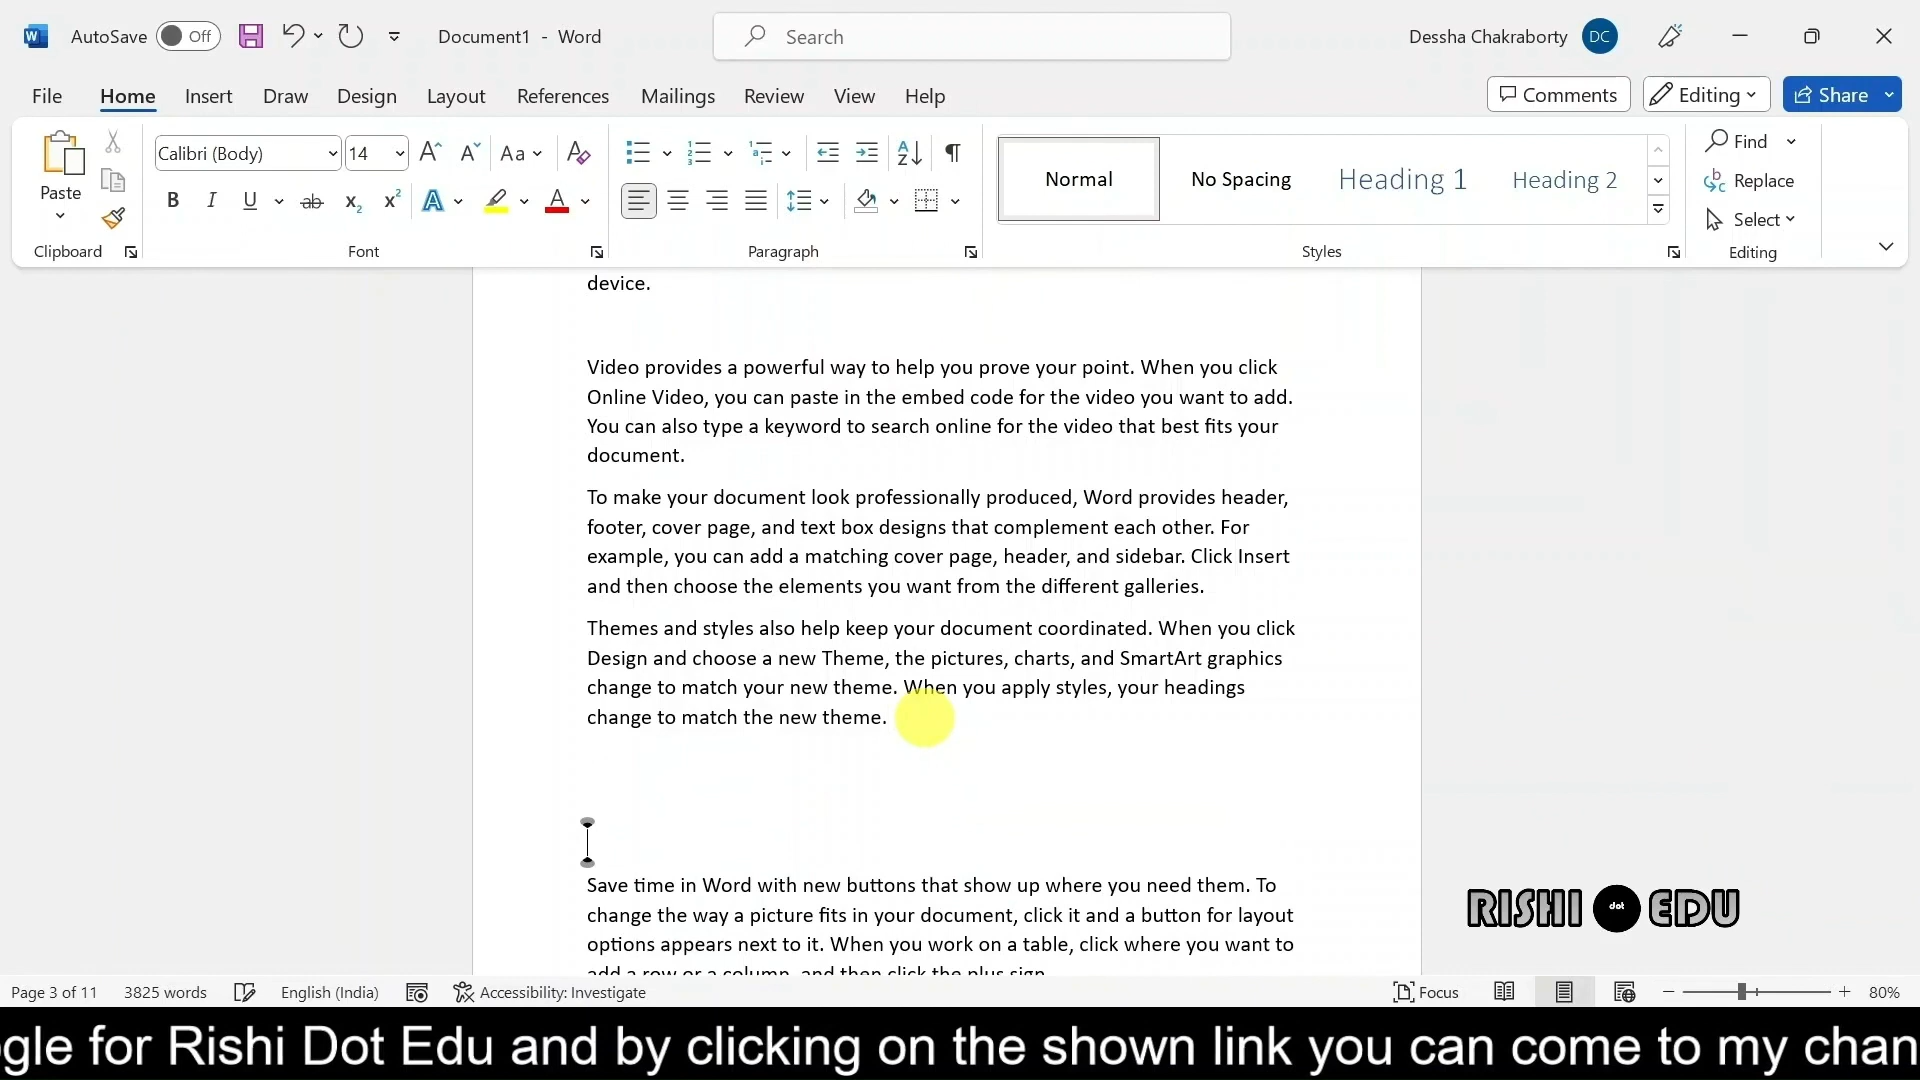 AutoSave Off Document1 - Word Search Dessha Chakraborty DC
File Home Insert Draw Design Layout References Mailings Review View Help Comments Editing Share
Paste
Clipboard
Calibri (Body) 14
Font
Paragraph
Normal No Spacing Heading 1 Heading 2
Styles
Find
Replace
Select
Editing
device.
Video provides a powerful way to help you prove your point. When you click
Online Video, you can paste in the embed code for the video you want to add.
You can also type a keyword to search online for the video that best fits your
document.
To make your document look professionally produced, Word provides header,
footer, cover page, and text box designs that complement each other. For
example, you can add a matching cover page, header, and sidebar. Click Insert
and then choose the elements you want from the different galleries.
Themes and styles also help keep your document coordinated. When you click
Design and choose a new Theme, the pictures, charts, and SmartArt graphics
change to match your new theme. When you apply styles, your headings
change to match the new theme.
Save time in Word with new buttons that show up where you need them. To
change the way a picture fits in your document, click it and a button for layout
options appears next to it. When you work on a table, click where you want to
add a row or a column, and then click the plus sign.
RISHI dot EDU
Page 3 of 11 3825 words English (India) Accessibility: Investigate Focus 80%
gle for Rishi Dot Edu and by clicking on the shown link you can come to my chan